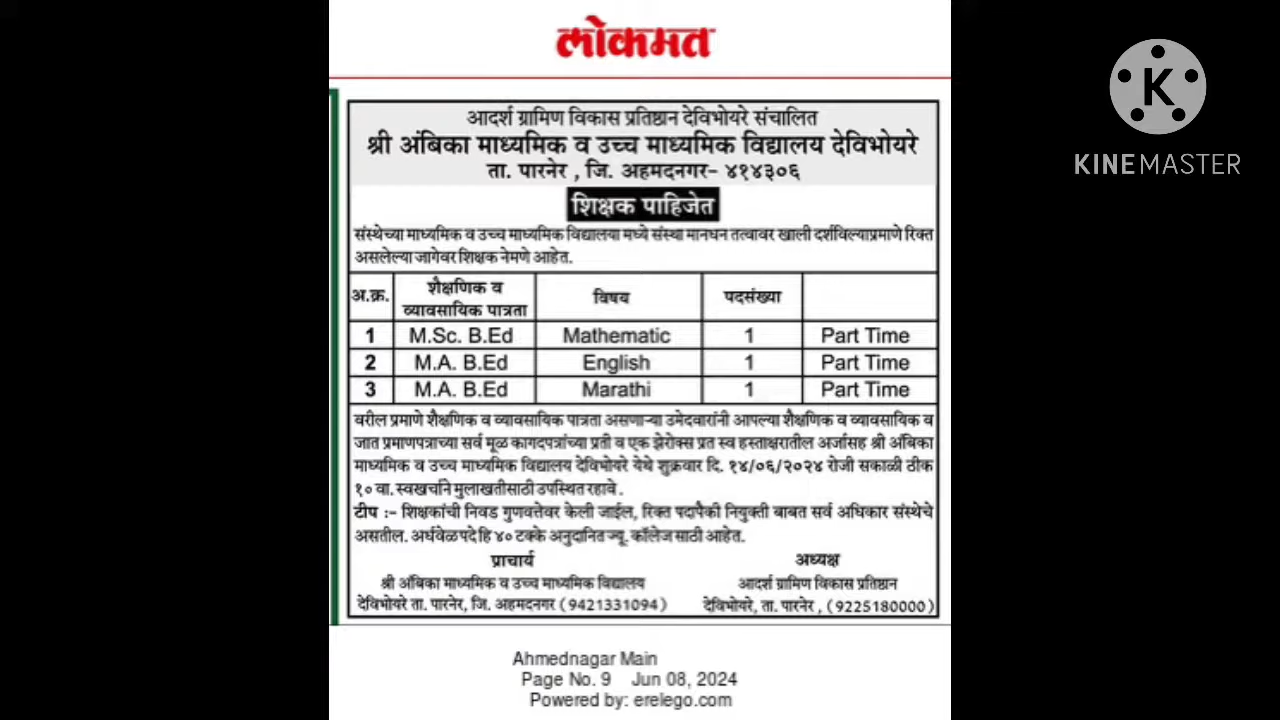 लोकमत
K
KINEMASTER
आदर्श ग्रामिण विकास प्रतिष्ठान देविभोयरे संचालित
श्री अंबिका माध्यमिक व उच्च माध्यमिक विद्यालय देविभोयरे
ता. पारनेर , जि. अहमदनगर- ४१४३०६
शिक्षक पाहिजेत
संस्थेच्या माध्यमिक व उच्च माध्यमिक विद्यालया मध्ये संस्था मानधन तत्वावर खाली दर्शविल्याप्रमाणे रिक्त
असलेल्या जागेवर शिक्षक नेमणे आहेत.
अ.क्र. शैक्षणिक व व्यावसायिक पात्रता विषय पदसंख्या
1 M.Sc. B.Ed Mathematic 1 Part Time
2 M.A. B.Ed English 1 Part Time
3 M.A. B.Ed Marathi 1 Part Time
वरील प्रमाणे शैक्षणिक व व्यावसायिक पात्रता असणाऱ्या उमेदवारांनी आपल्या शैक्षणिक व व्यावसायिक व
जात प्रमाणपत्राच्या सर्व मूळ कागदपत्रांच्या प्रती व एक झेरोक्स प्रत स्व हस्ताक्षरातील अर्जासह श्री अंबिका
माध्यमिक व उच्च माध्यमिक विद्यालय देविभोयरे येथे शुक्रवार दि. १४/०६/२०२४ रोजी सकाळी ठीक
१० वा. स्वखर्चाने मुलाखतीसाठी उपस्थित रहावे.
टीप :- शिक्षकांची निवड गुणवत्तेवर केली जाईल, रिक्त पदापैकी नियुक्ती बाबत सर्व अधिकार संस्थेचे
असतील. अर्धवेळ पदे हि ४० टक्के अनुदानित ज्यू. कॉलेज साठी आहेत.
प्राचार्य
श्री अंबिका माध्यमिक व उच्च माध्यमिक विद्यालय
देविभोयरे ता. पारनेर, जि. अहमदनगर (9421331094)
अध्यक्ष
आदर्श ग्रामिण विकास प्रतिष्ठान
देविभोयरे, ता. पारनेर , (9225180000)
Ahmednagar Main
Page No. 9 Jun 08, 2024
Powered by: erelego.com